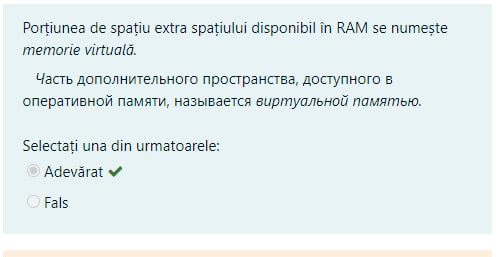 Porțiunea de spațiu extra spațiului disponibil în RAM se numește
memorie virtuală.
Часть дополнительного пространства, доступного в
оперативной памяти, называется виртуальной памятью.
Selectați una din urmatoarele:
Adevărat
Fals